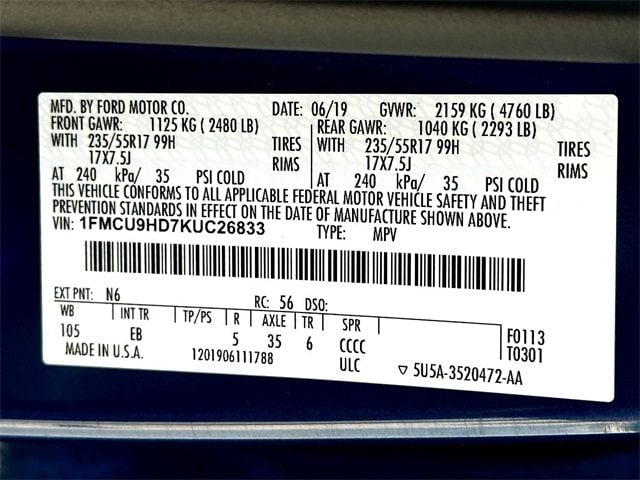 MFD. BY FORD MOTOR CO. DATE: 06/19 GVWR: 2159 KG ( 4760 LB)
FRONT GAWR: 1125 KG ( 2480 LB) REAR GAWR: 1040 KG ( 2293 LB)
WITH 235/55R17 99H TIRES WITH 235/55R17 99H TIRES
17X7.5J RIMS 17X7.5J RIMS
AT 240 kPa/ 35 PSI COLD AT 240 kPa/ 35 PSI COLD
THIS VEHICLE CONFORMS TO ALL APPLICABLE FEDERAL MOTOR VEHICLE SAFETY AND THEFT
PREVENTION STANDARDS IN EFFECT ON THE DATE OF MANUFACTURE SHOWN ABOVE.
VIN: 1FMCU9HD7KUC26833 TYPE: MPV
EXT PNT: N6 RC: 56 DSO:
WB INT TR TP/PS R AXLE TR SPR F0113
105 EB 5 35 6 CCCC T0301
MADE IN U.S.A. 1201906111788 ULC ▽ 5U5A-3520472-AA